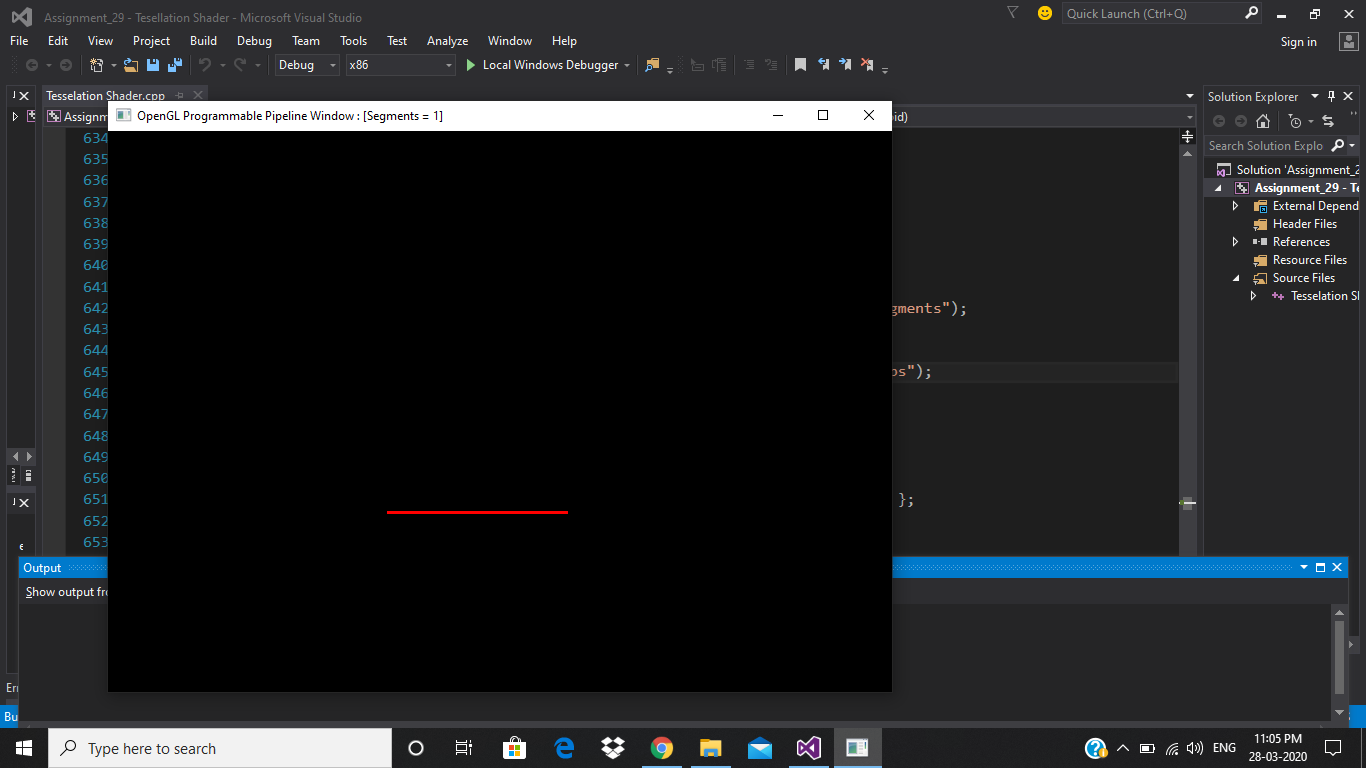 Assignment_29 - Tesellation Shader - Microsoft Visual Studio
Quick Launch (Ctrl+Q)
File Edit View Project Build Debug Team Tools Test Analyze Window Help
Sign in
Debug x86 Local Windows Debugger
Tesselation Shader.cpp
Solution Explorer
OpenGL Programmable Pipeline Window : [Segments = 1]
Assignm
oid)
634
635
636
637
638
639
640
641
642 gments");
643
644
645 os");
646
647
648
649
650
651 };
652
653
Search Solution Explo
Solution 'Assignment_2
Assignment_29 - Te
External Depend
Header Files
References
Resource Files
Source Files
Tesselation Sh
Output
Show output fro
Err
Bu
Type here to search
ENG
11:05 PM
28-03-2020